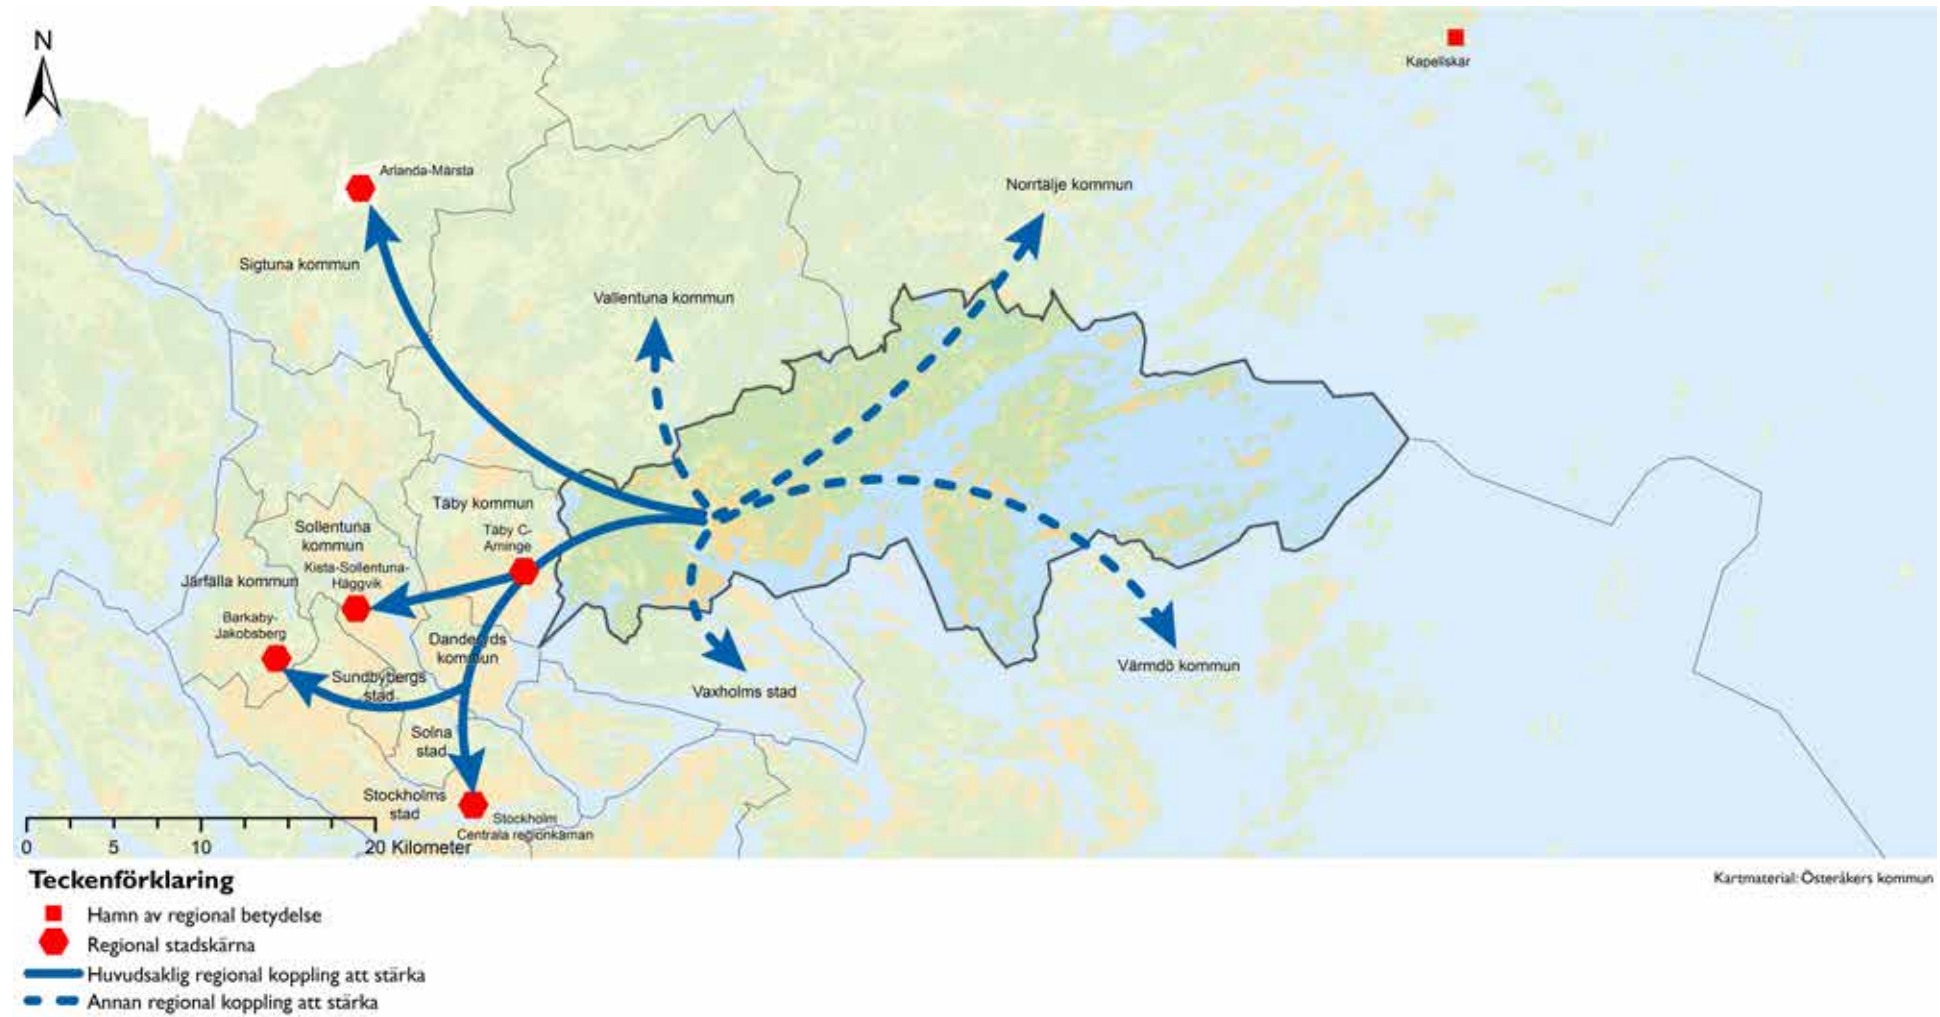 N
Kapellskär
Arlanda-Märsta
Norrtälje kommun
Sigtuna kommun
Vallentuna kommun
Täby kommun
Täby C-
Arninge
Sollentuna
kommun
Kista-Sollentuna-
Häggvik
Järfälla kommun
Barkaby-
Jakobsberg
Danderyds
kommun
Sundbybergs
stad
Värmdö kommun
Vaxholms stad
Solna
stad
Stockholms
stad
Stockholm
Centrala regionkärnan
0 5 10 20 Kilometer
Teckenförklaring
Kartmaterial: Österåkers kommun
Hamn av regional betydelse
Regional stadskärna
Huvudsaklig regional koppling att stärka
Annan regional koppling att stärka